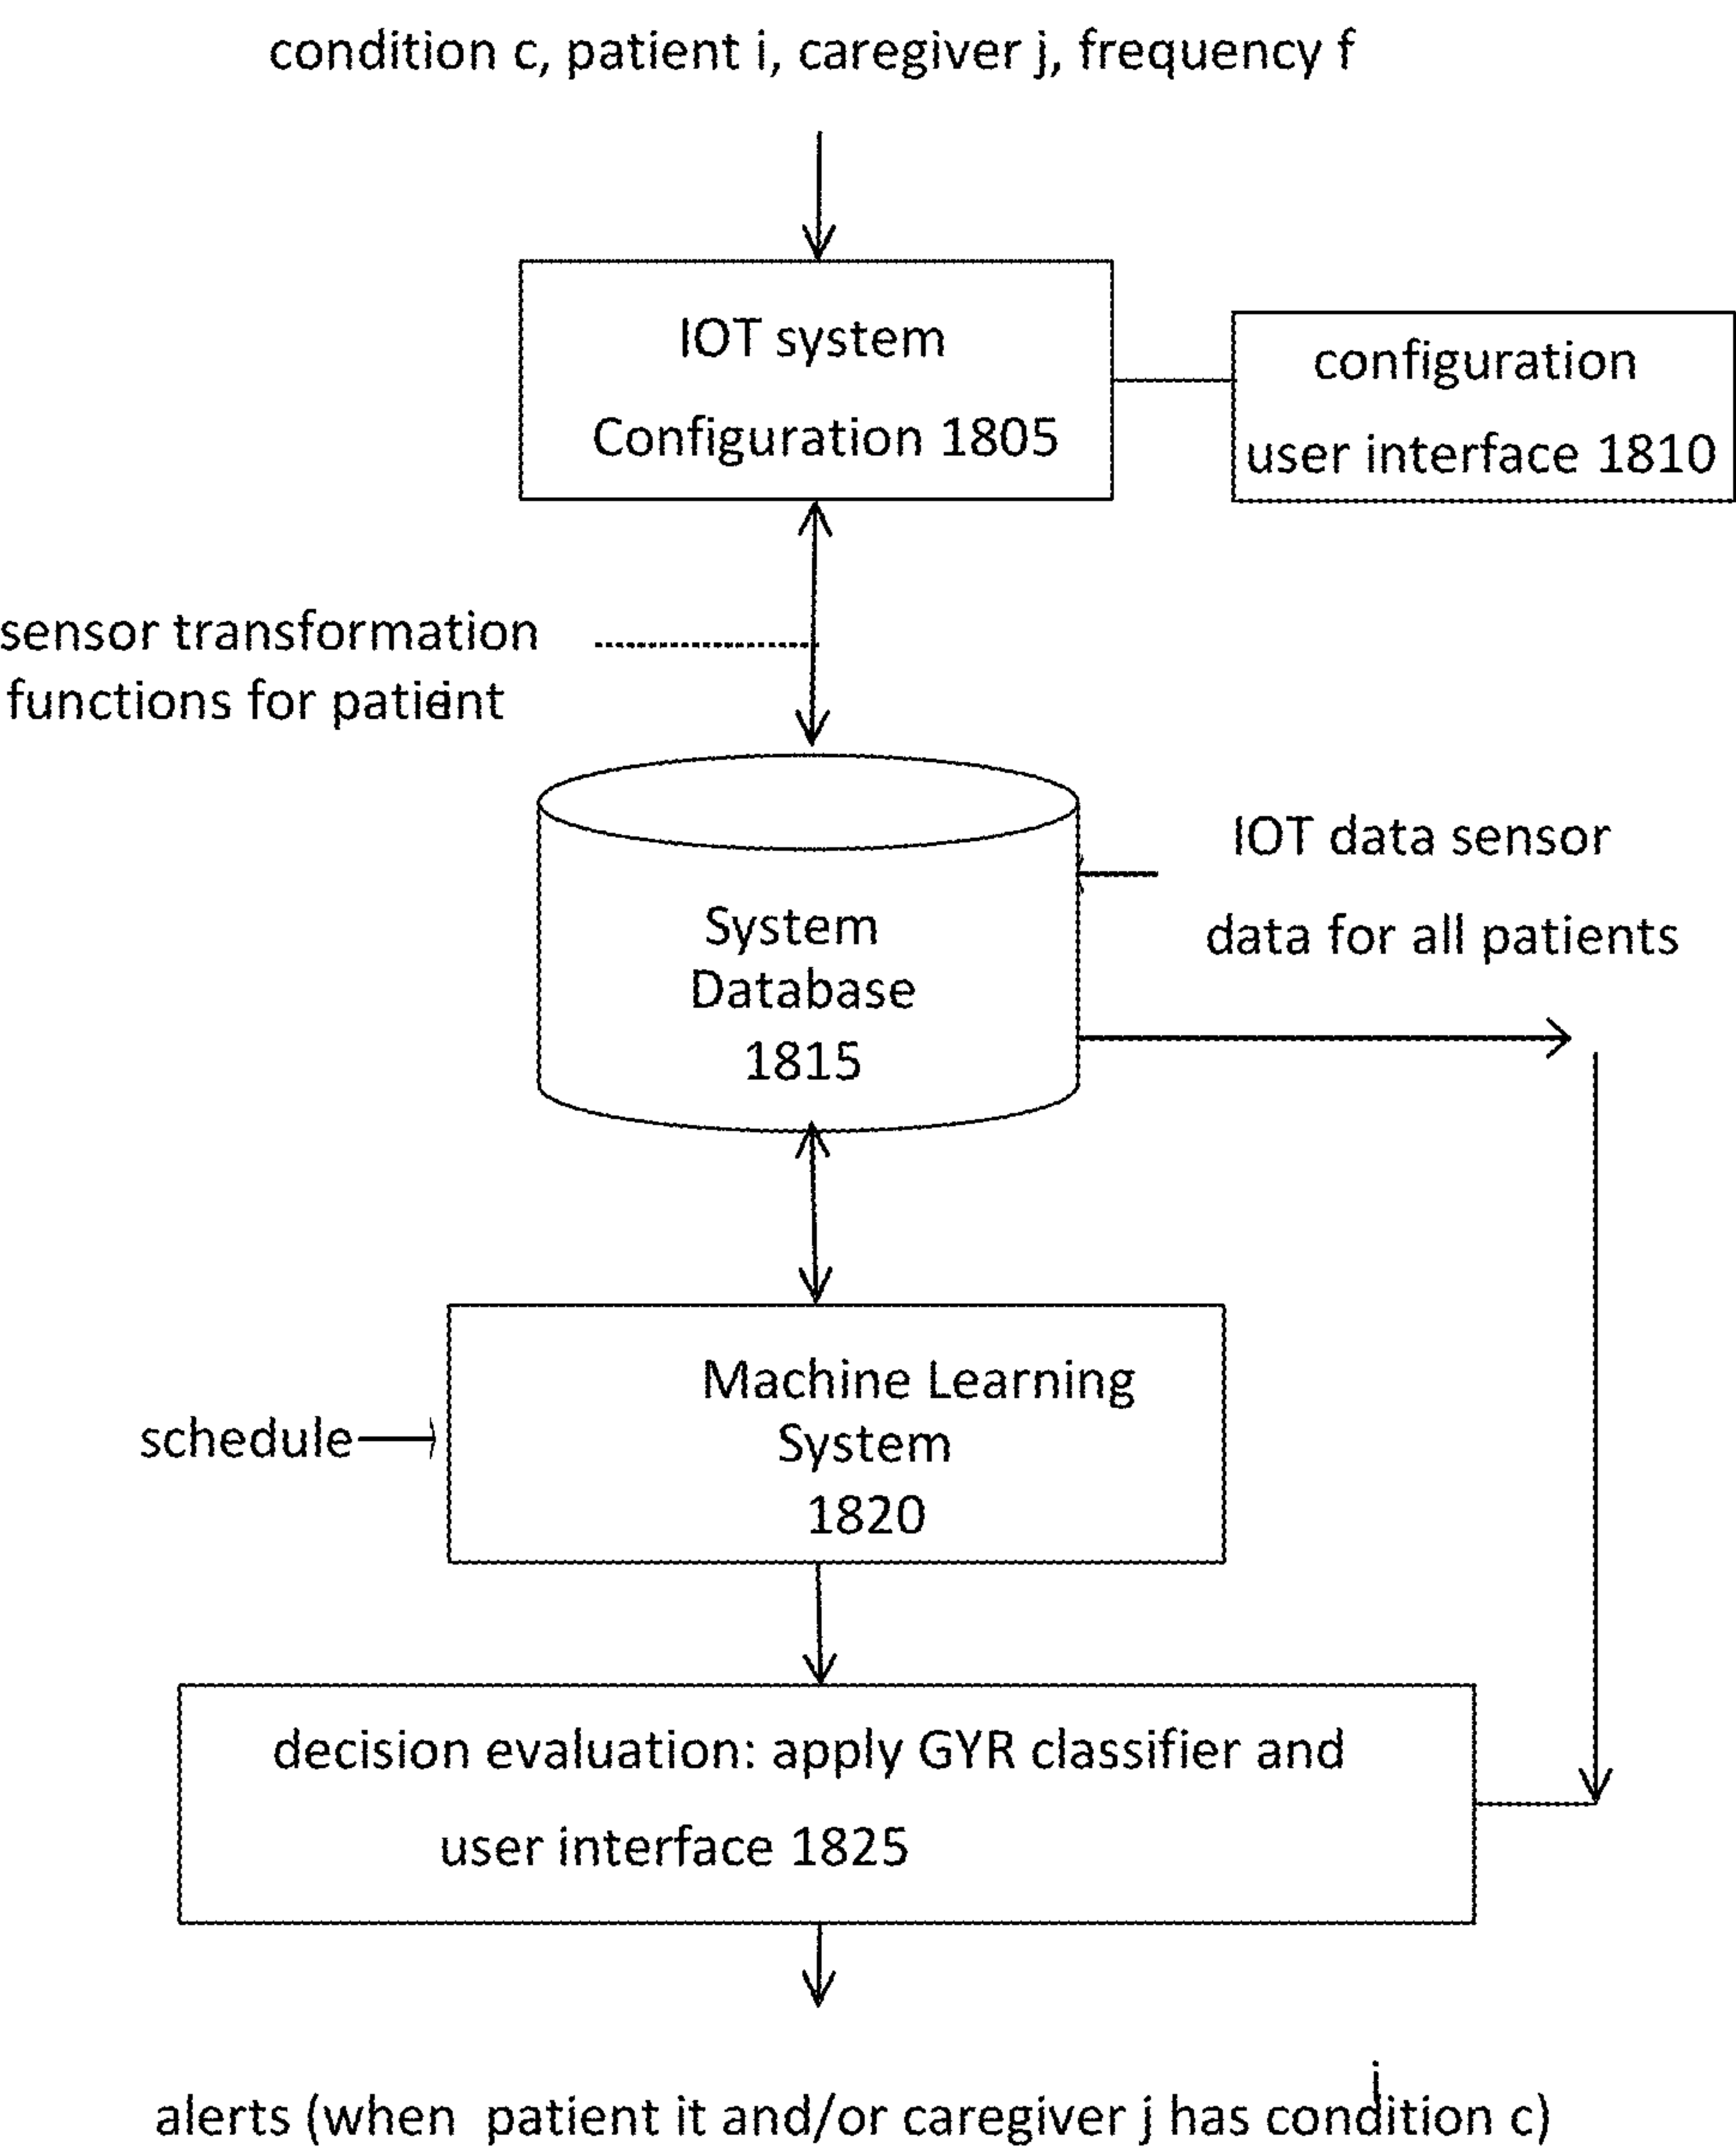 condition c, patient i, caregiver j, frequency f
IOT system
Configuration 1805
configuration
user interface 1810
sensor transformation
functions for patient
i
IOT data sensor
data for all patients
System
Database
1815
Machine Learning
System
1820
schedule
decision evaluation: apply GYR classifier and
user interface 1825
i
alerts (when patient it and/or caregiver j has condition c)